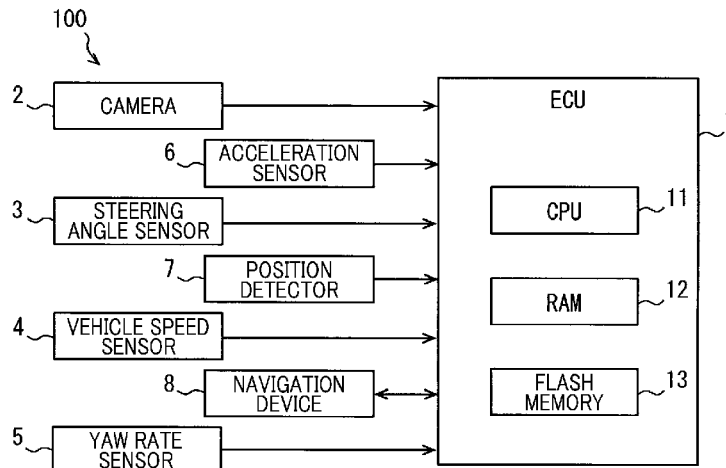 100
2
CAMERA
ECU
6
ACCELERATION
SENSOR
3
STEERING
ANGLE SENSOR
CPU
11
7
POSITION
DETECTOR
RAM
12
4
VEHICLE SPEED
SENSOR
8
NAVIGATION
DEVICE
FLASH
MEMORY
13
5
YAW RATE
SENSOR